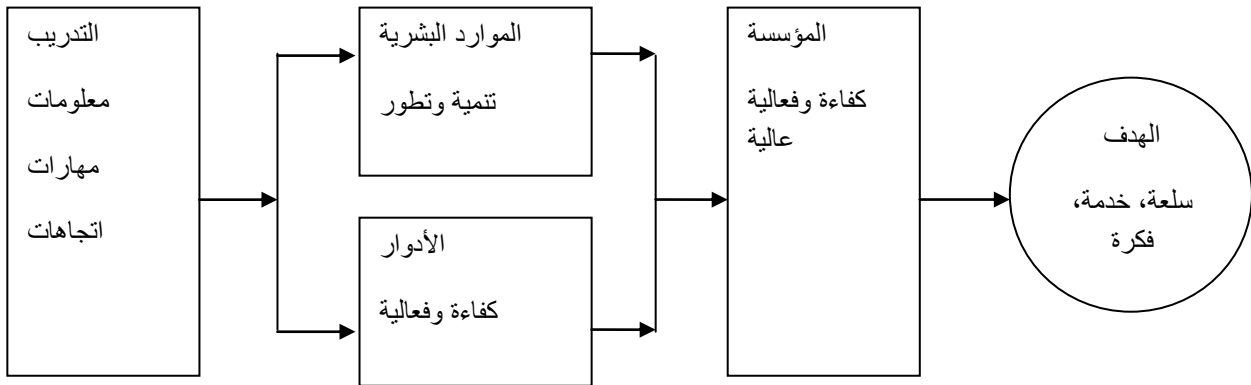 التدريب
معلومات
مهارات
اتجاهات
الموارد البشرية
تنمية وتطور
الأدوار
كفاءة وفعالية
المؤسسة
كفاءة وفعالية
عالية
الهدف
سلعة، خدمة،
فكرة